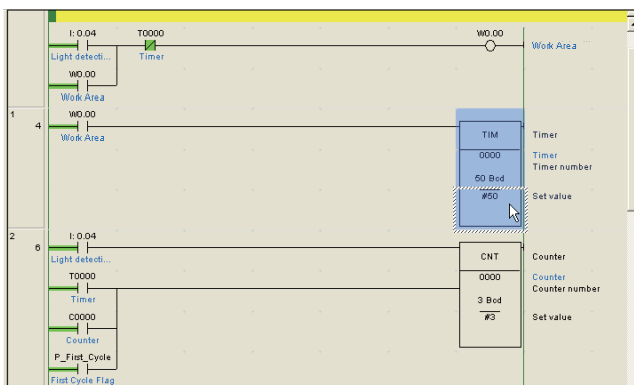 I: 0.04 T0000 W0.00
Light detecti... Timer Work Area
W0.00
Work Area
1 4 W0.00
Work Area TIM Timer
0000 Timer
Timer number
50 Bcd
#50 Set value
2 6 I: 0.04
Light detecti... CNT Counter
T0000 0000 Counter
Counter number
Timer 3 Bcd
C0000 #3 Set value
Counter
P_First_Cycle
First Cycle Flag